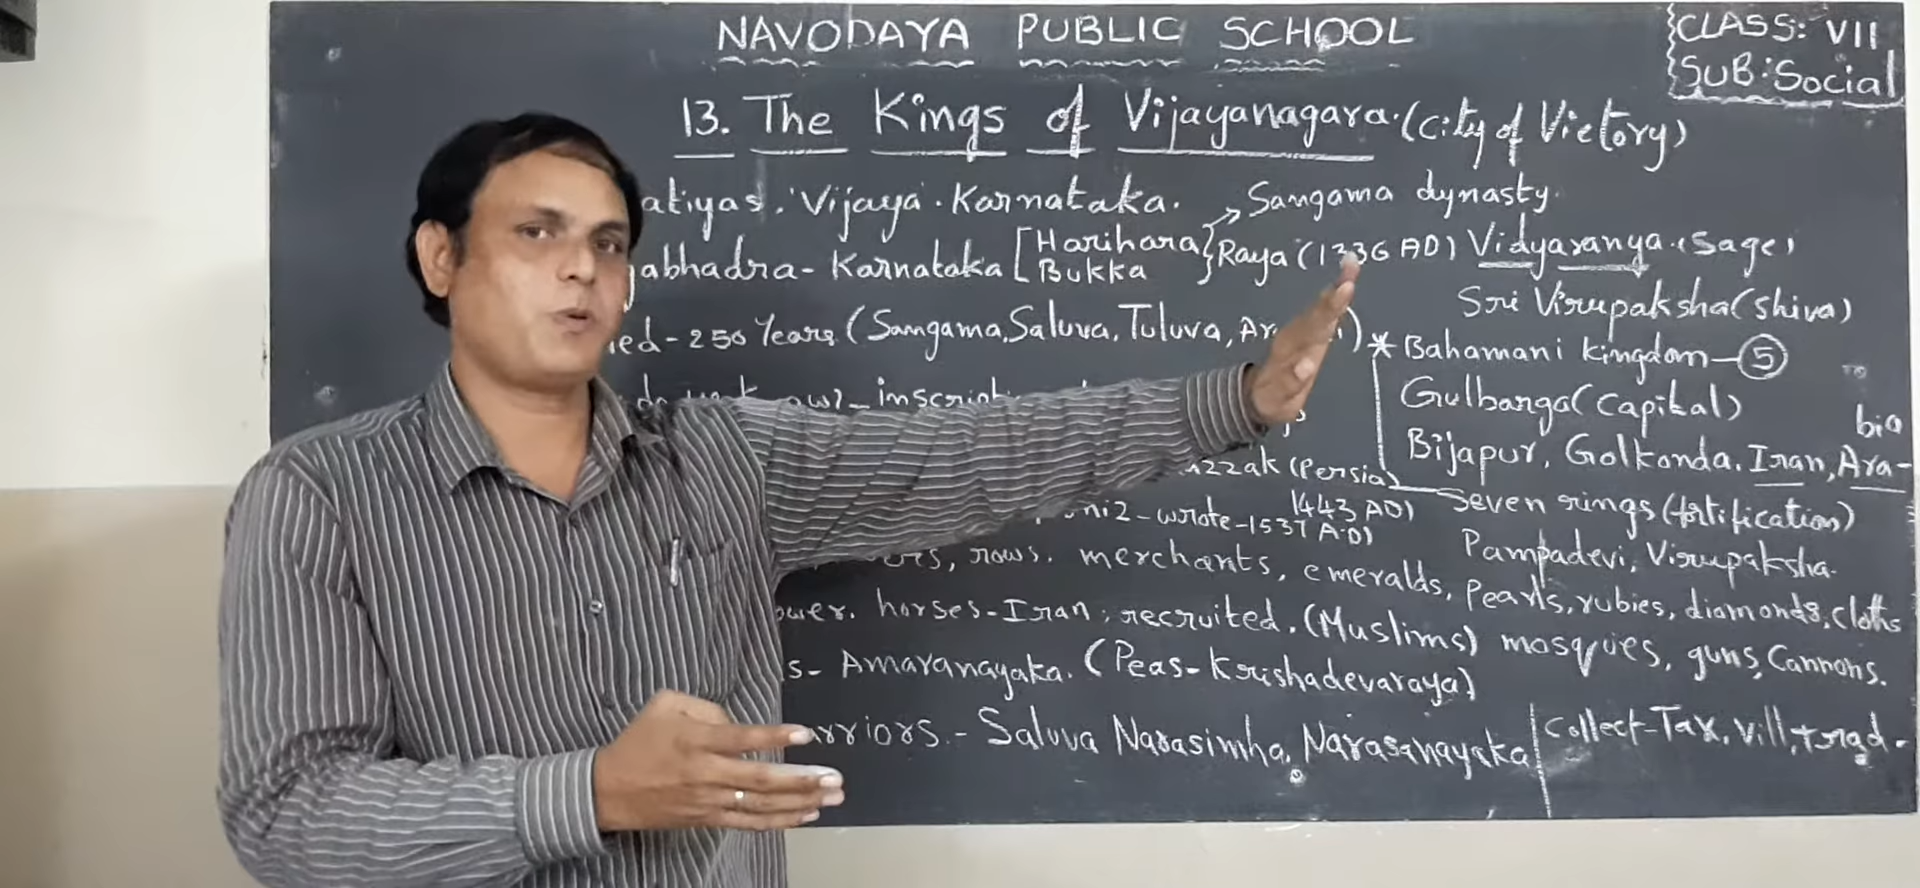 NAVODAYA PUBLIC SCHOOL
CLASS: VII
SUB: Social
13. The Kings of Vijayanagara. (City of Victory)
atiyas. 'Vijaya'. Karnataka.
Sangama dynasty.
abhadra - Karnataka [Harihara Bukka} Raya (1336 AD) Vidyaranya. (Sage)
Sri Virupaksha (Shiva)
ed - 250 Years (Sangama, Saluva, Tuluva, Ar
* Bahamani kingdom - 5
Gulbarga (Capital)
Bijapur, Golkonda. Iran, Ara-bia
zzak (Persia) 1443 AD)
Seven rings (fortification)
niz - wrote - 1537 A.D)
Pampadevi, Virupaksha.
rows. merchants, emeralds, Pearls, rubies, diamonds, cloths
ower. horses - Iran, recruited. (Muslims) mosques, guns, Cannons.
s - Amaranayaka. (Peas - Krishadevaraya)
arriors. - Saluva Narasimha, Narasanayaka
Collect - Tax, Vill, trad.